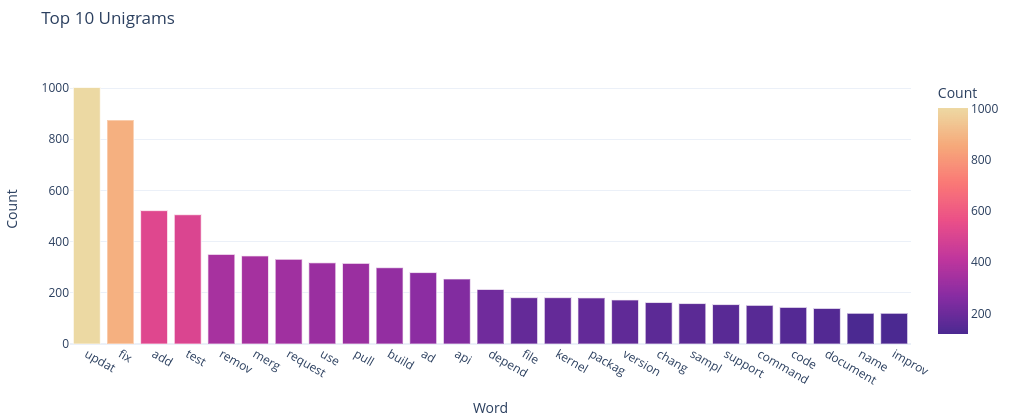 Top 10 Unigrams
Count
1000
800
600
400
200
0
updat
fix
add
test
remov
merg
request
use
pull
build
ad
api
depend
file
kernel
packag
version
chang
sampl
support
command
code
document
name
improv
Word
Count
1000
800
600
400
200